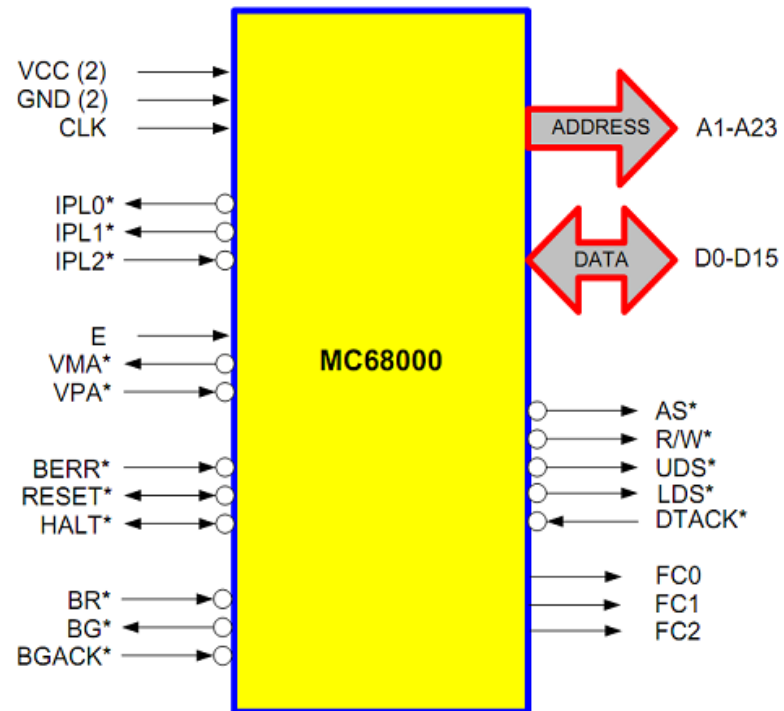 VCC (2)
GND (2)
CLK
IPL0*
IPL1*
IPL2*
E
VMA*
VPA*
BERR*
RESET*
HALT*
BR*
BG*
BGACK*
MC68000
ADDRESS A1-A23
DATA D0-D15
AS*
R/W*
UDS*
LDS*
DTACK*
FC0
FC1
FC2